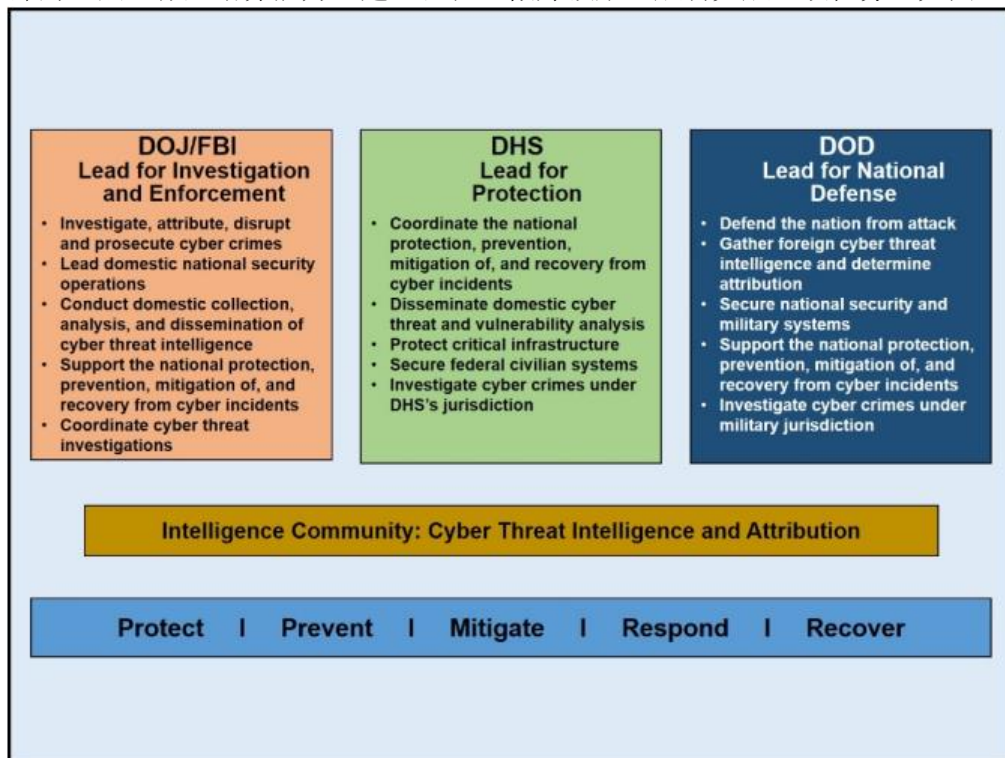 DOJ/FBI
Lead for Investigation
and Enforcement
• Investigate, attribute, disrupt
and prosecute cyber crimes
• Lead domestic national security
operations
• Conduct domestic collection,
analysis, and dissemination of
cyber threat intelligence
• Support the national protection,
prevention, mitigation of, and
recovery from cyber incidents
• Coordinate cyber threat
investigations
DHS
Lead for
Protection
• Coordinate the national
protection, prevention,
mitigation of, and recovery from
cyber incidents
• Disseminate domestic cyber
threat and vulnerability analysis
• Protect critical infrastructure
• Secure federal civilian systems
• Investigate cyber crimes under
DHS's jurisdiction
DOD
Lead for National
Defense
• Defend the nation from attack
• Gather foreign cyber threat
intelligence and determine
attribution
• Secure national security and
military systems
• Support the national protection,
prevention, mitigation of, and
recovery from cyber incidents
• Investigate cyber crimes under
military jurisdiction
Intelligence Community: Cyber Threat Intelligence and Attribution
Protect | Prevent | Mitigate | Respond | Recover